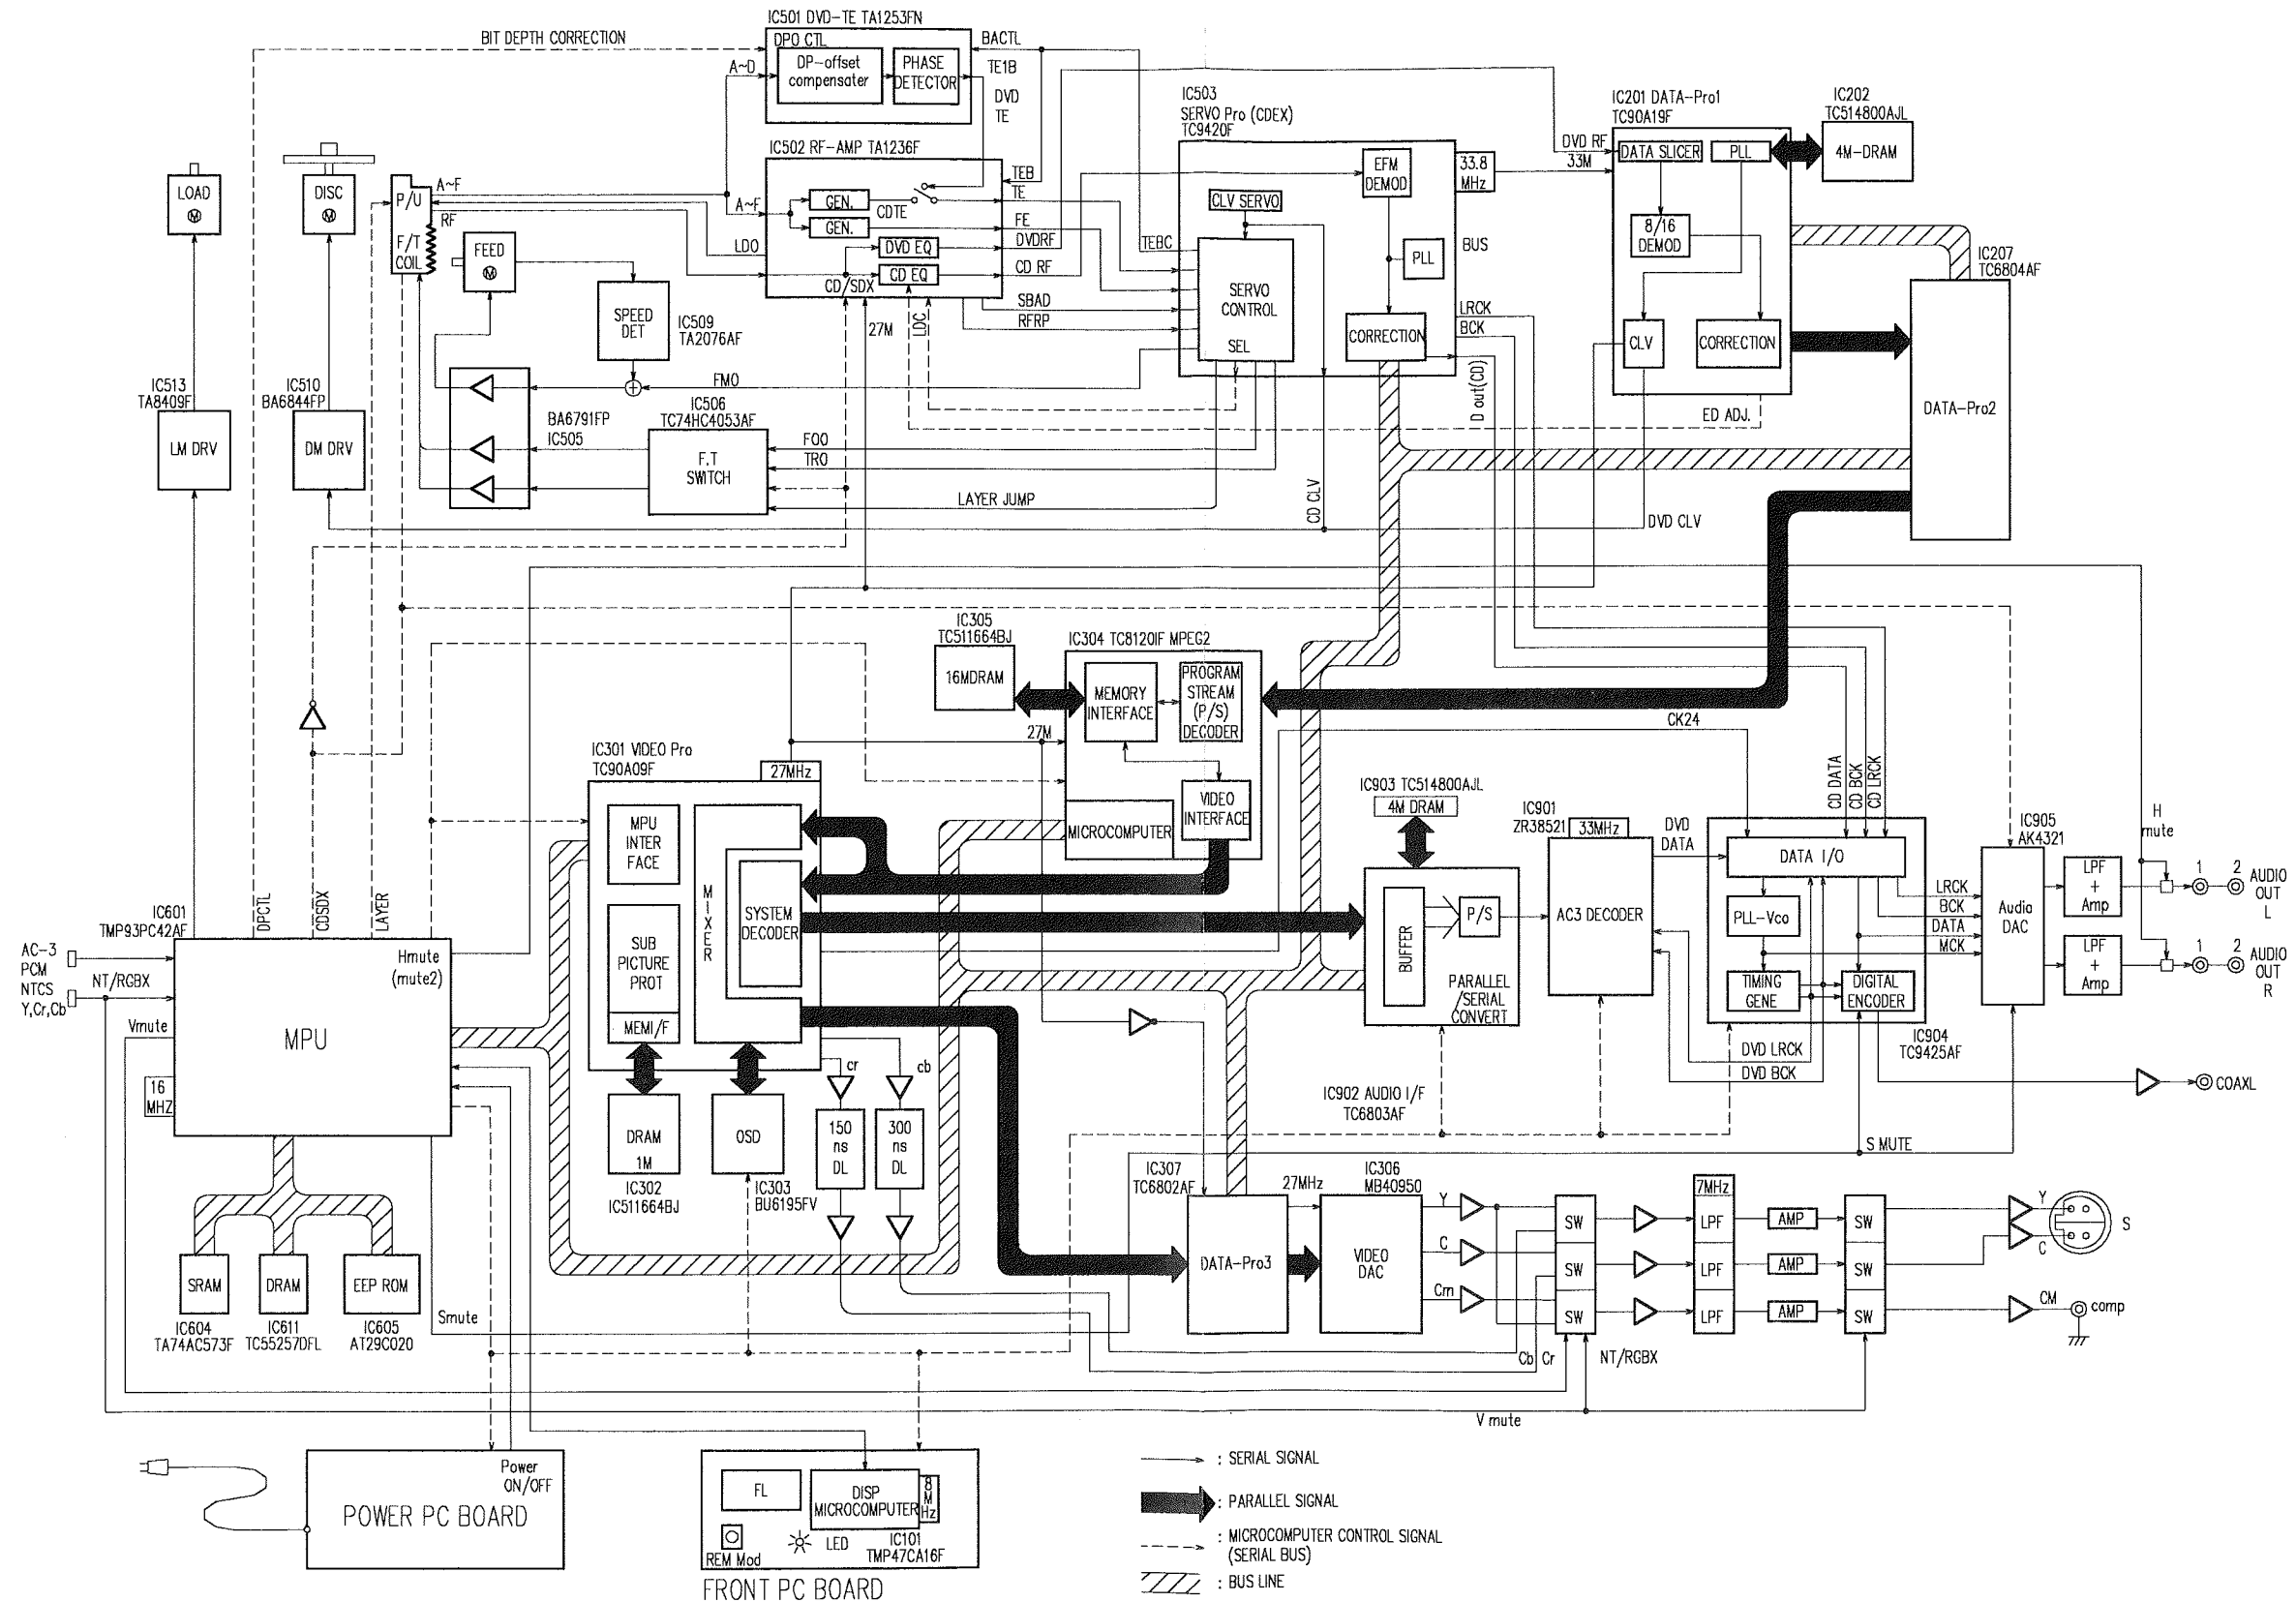 IC501 DVD-TE TA1253FN
BIT DEPTH CORRECTION
DPO CTL
BACTL
A~D
DP-offset
compensater
PHASE
DETECTOR
TE1B
DVD
TE
IC503
SERVO Pro (CDEX)
TC9420F
IC201 DATA-Pro1
TC90A19F
IC202
TC514800AJL
IC502 RF-AMP TA1236F
DVD RF
DATA SLICER
PLL
4M-DRAM
33M
33.8
MHz
EFM
DEMOD
LOAD
M
DISC
M
P/U
A~F
RF
F/T
COIL
FEED
M
LDO
A~F
GEN.
GEN.
CDTE
TEB
TE
FE
DVD EQ
DVDRF
CD EQ
CD RF
CD/SDX
CLV SERVO
TEBC
PLL
BUS
8/16
DEMOD
IC207
TC6804AF
SERVO
CONTROL
SEL
SPEED
DET
IC509
TA2076AF
27M
LDC
SBAD
RFRP
LRCK
BCK
CORRECTION
CLV
CORRECTION
IC513
TA8409F
IC510
BA6844FP
FMO
IC506
TC74HC4053AF
D out(CD)
ED ADJ.
DATA-Pro2
BA6791FP
IC505
LM DRV
DM DRV
F.T
SWITCH
FOO
TRO
LAYER JUMP
CD CLV
DVD CLV
IC305
TC511664BJ
IC304 TC8120IF MPEG2
16MDRAM
MEMORY
INTERFACE
PROGRAM
STREAM
(P/S)
DECODER
CK24
27M
IC301 VIDEO Pro
TC90A09F
27MHz
VIDEO
INTERFACE
MICROCOMPUTER
IC903 TC514800AJL
4M DRAM
IC901
ZR38521
33MHz
DVD
DATA
CD DATA
CD BCK
CD LRCK
H
mute
IC905
AK4321
MPU
INTER
FACE
MIXER
SYSTEM
DECODER
DATA I/O
LPF
+
Amp
1
2
AUDIO
OUT
L
BUFFER
P/S
AC3 DECODER
PLL-Vco
LRCK
BCK
DATA
MCK
Audio
DAC
IC601
TMP93PC42AF
DPCTL
CDSDX
LAYER
AC-3
PCM
NTCS
Y,Cr,Cb
NT/RGBX
Hmute
(mute2)
SUB
PICTURE
PROT
MEMI/F
PARALLEL
/SERIAL
CONVERT
TIMING
GENE
DIGITAL
ENCODER
LPF
+
Amp
1
2
AUDIO
OUT
R
Vmute
MPU
16
MHZ
cr
cb
DVD LRCK
DVD BCK
IC904
TC9425AF
COAXL
IC902 AUDIO I/F
TC6803AF
DRAM
1M
OSD
150
ns
DL
300
ns
DL
S MUTE
IC302
IC511664BJ
IC303
BU6195FV
IC307
TC6802AF
27MHz
IC306
MB40950
7MHz
Y
C
Cm
SW
SW
SW
LPF
LPF
LPF
AMP
AMP
AMP
SW
SW
SW
Y
C
S
DATA-Pro3
VIDEO
DAC
CM
comp
SRAM
DRAM
EEP ROM
IC604
TA74AC573F
IC611
TC55257DFL
IC605
AT29C020
Smute
Cb
Cr
NT/RGBX
V mute
Power
ON/OFF
POWER PC BOARD
FL
DISP
MICROCOMPUTER
8
M
Hz
LED
REM Mod
IC101
TMP47CA16F
FRONT PC BOARD
: SERIAL SIGNAL
: PARALLEL SIGNAL
: MICROCOMPUTER CONTROL SIGNAL
(SERIAL BUS)
: BUS LINE